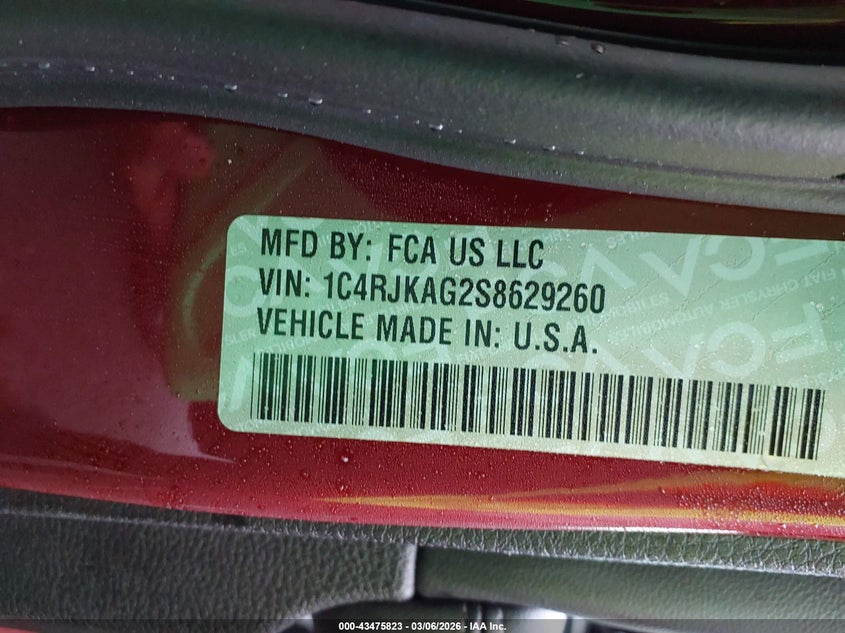 MFD BY: FCA US LLC
VIN: 1C4RJKAG2S8629260
VEHICLE MADE IN: U.S.A.
000-43475823 - 03/06/2026 - IAA Inc.